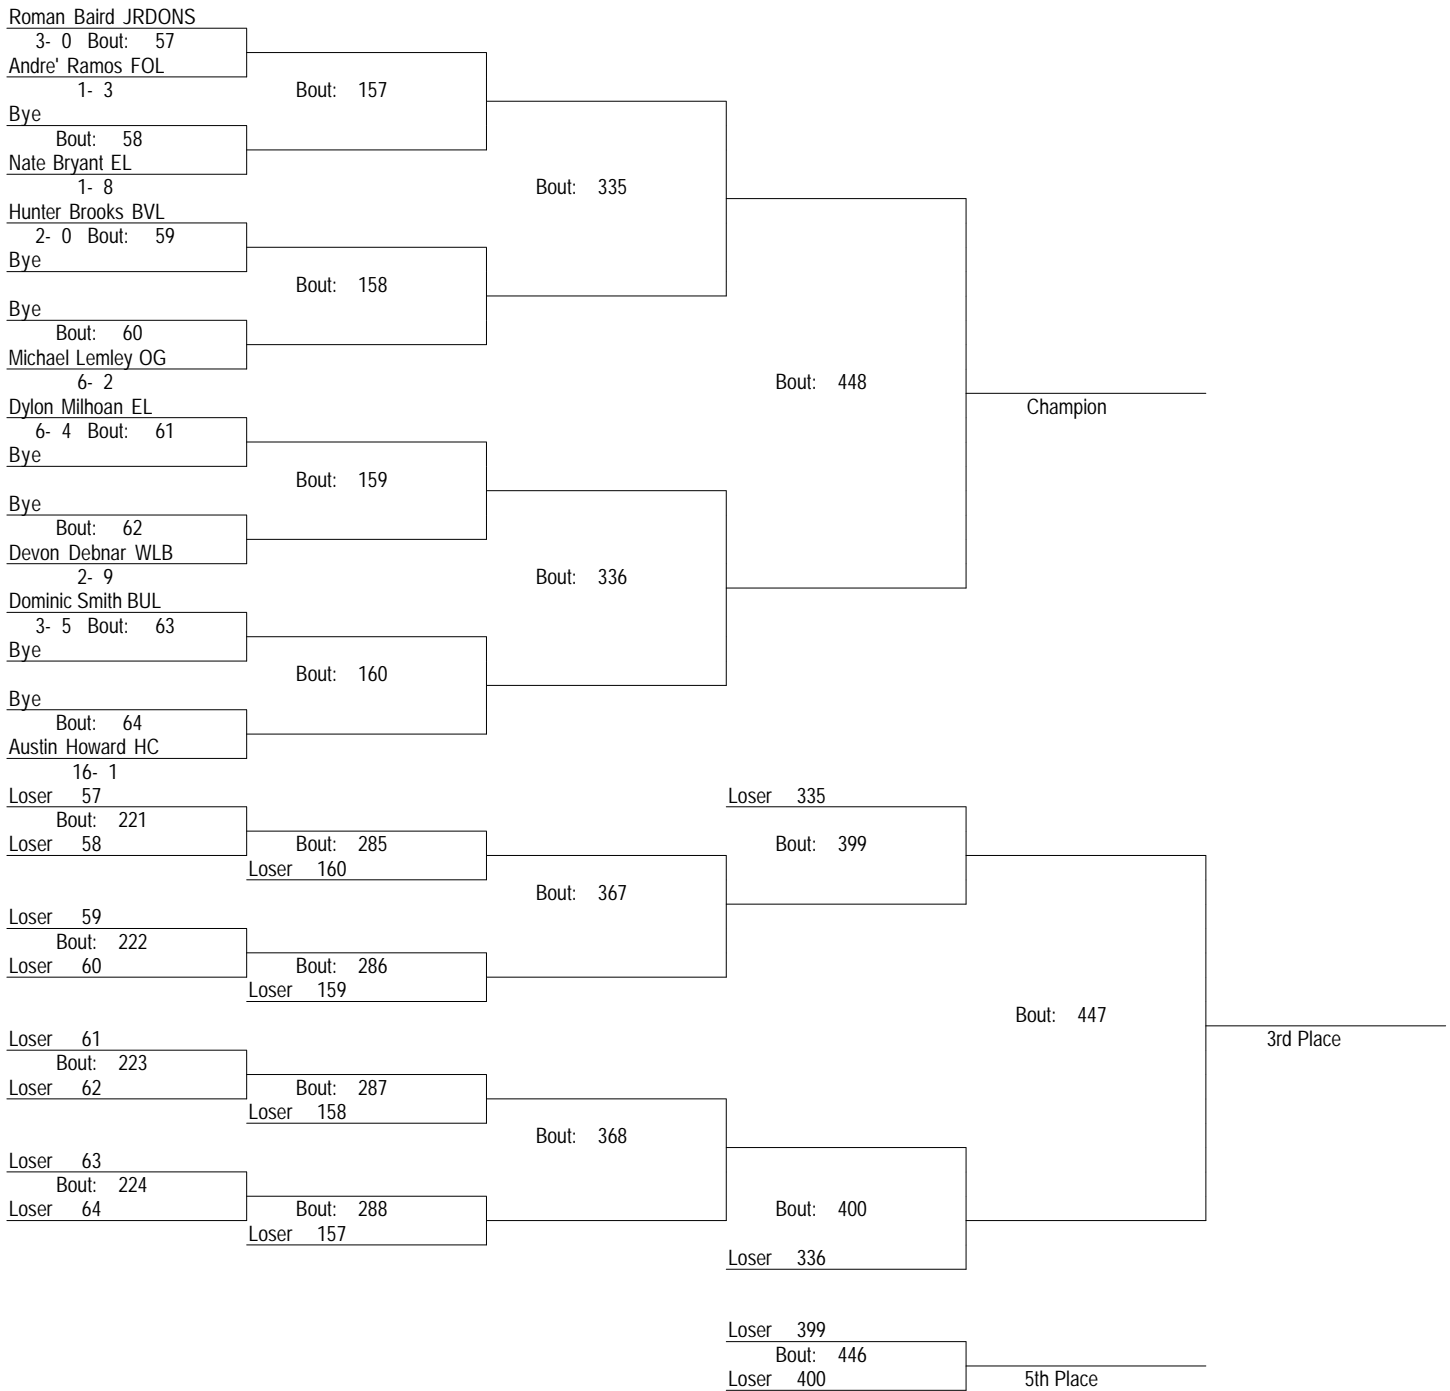 Roman Baird JRDONS
3- 0 Bout: 57
Andre' Ramos FOL
1- 3
Bout: 157
Bye
Bout: 58
Nate Bryant EL
1- 8
Bout: 335
Hunter Brooks BVL
2- 0 Bout: 59
Bye
Bout: 158
Bye
Bout: 60
Michael Lemley OG
6- 2
Bout: 448
Dylon Milhoan EL
Champion
6- 4 Bout: 61
Bye
Bout: 159
Bye
Bout: 62
Devon Debnar WLB
2- 9
Bout: 336
Dominic Smith BUL
3- 5 Bout: 63
Bye
Bout: 160
Bye
Bout: 64
Austin Howard HC
16- 1
Loser 57
Loser 335
Bout: 221
Loser 58
Bout: 285
Bout: 399
Loser 160
Bout: 367
Loser 59
Bout: 222
Loser 60
Bout: 286
Loser 159
Bout: 447
Loser 61
3rd Place
Bout: 223
Loser 62
Bout: 287
Loser 158
Bout: 368
Loser 63
Bout: 224
Loser 64
Bout: 288
Bout: 400
Loser 157
Loser 336
Loser 399
Bout: 446
Loser 400
5th Place